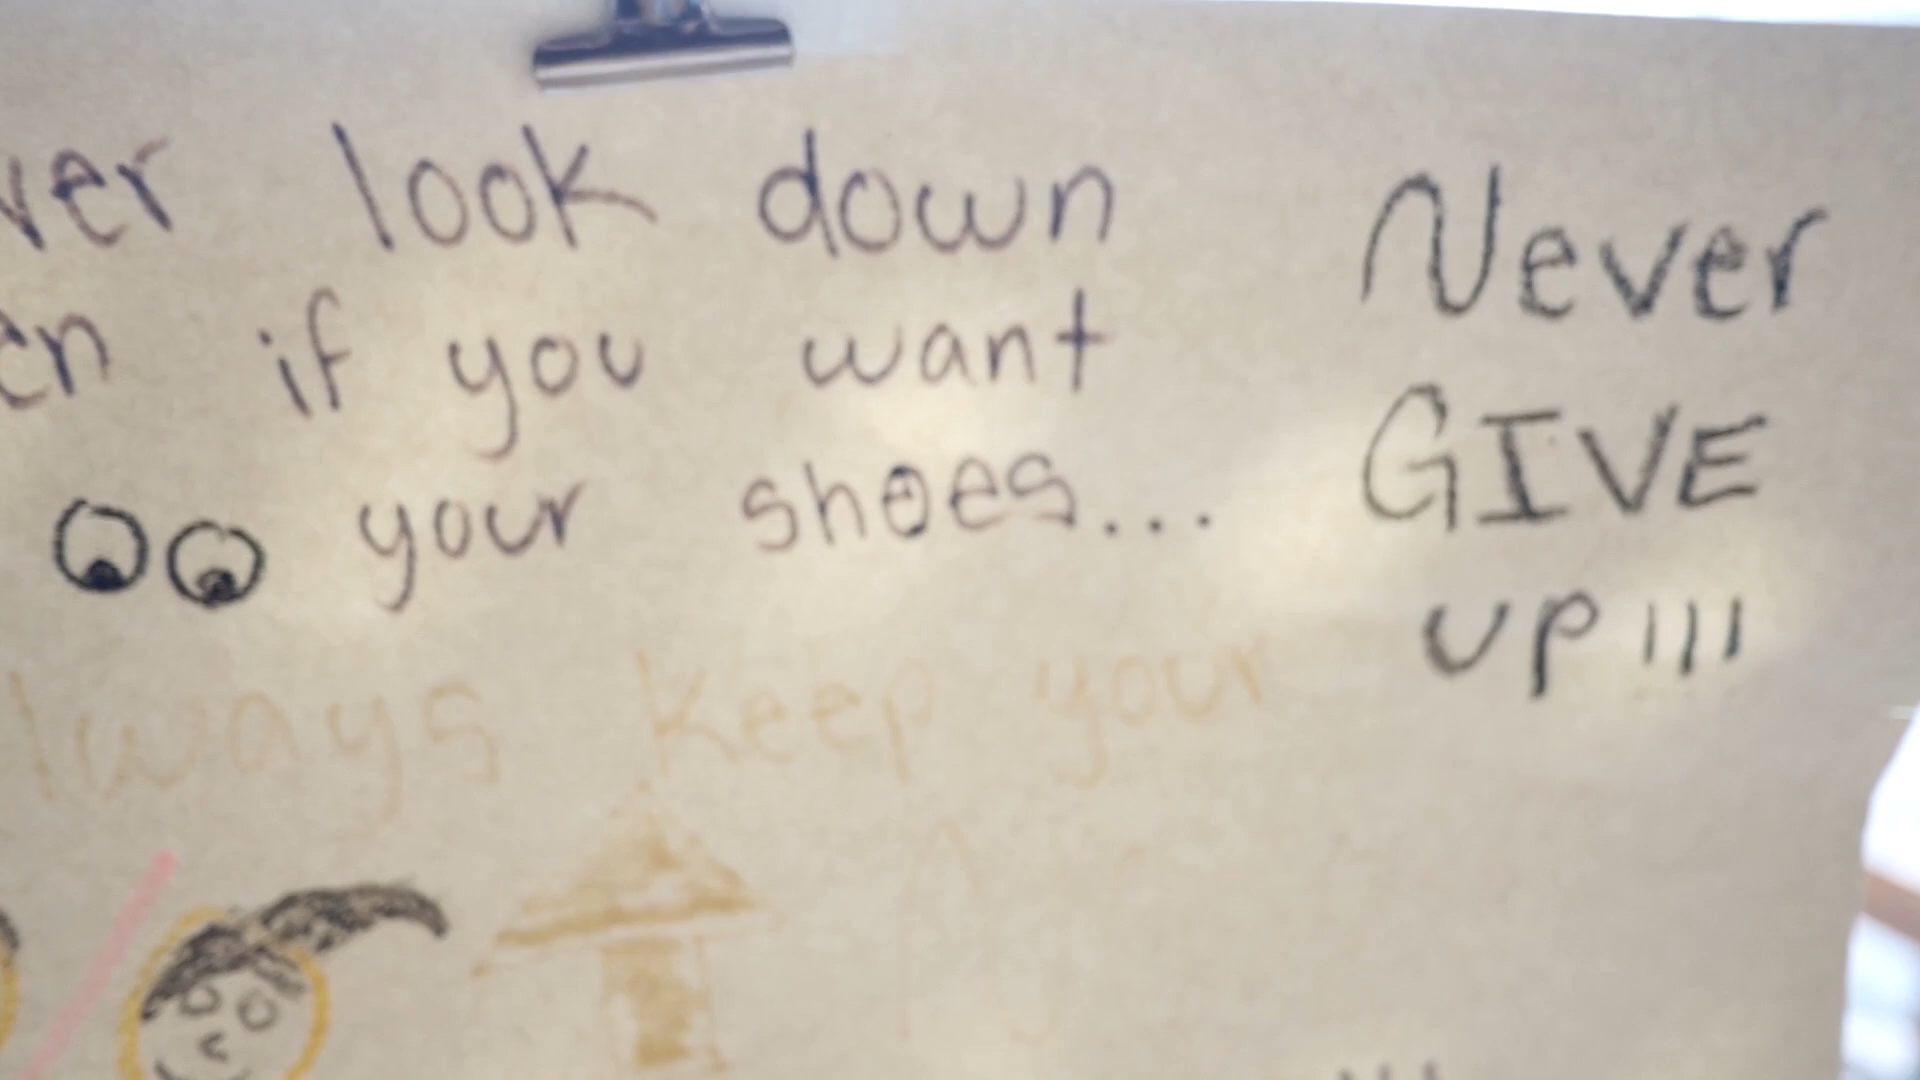 ver look down
en if you want
your shoes...
lways keep your
Never
GIVE
UP!!!